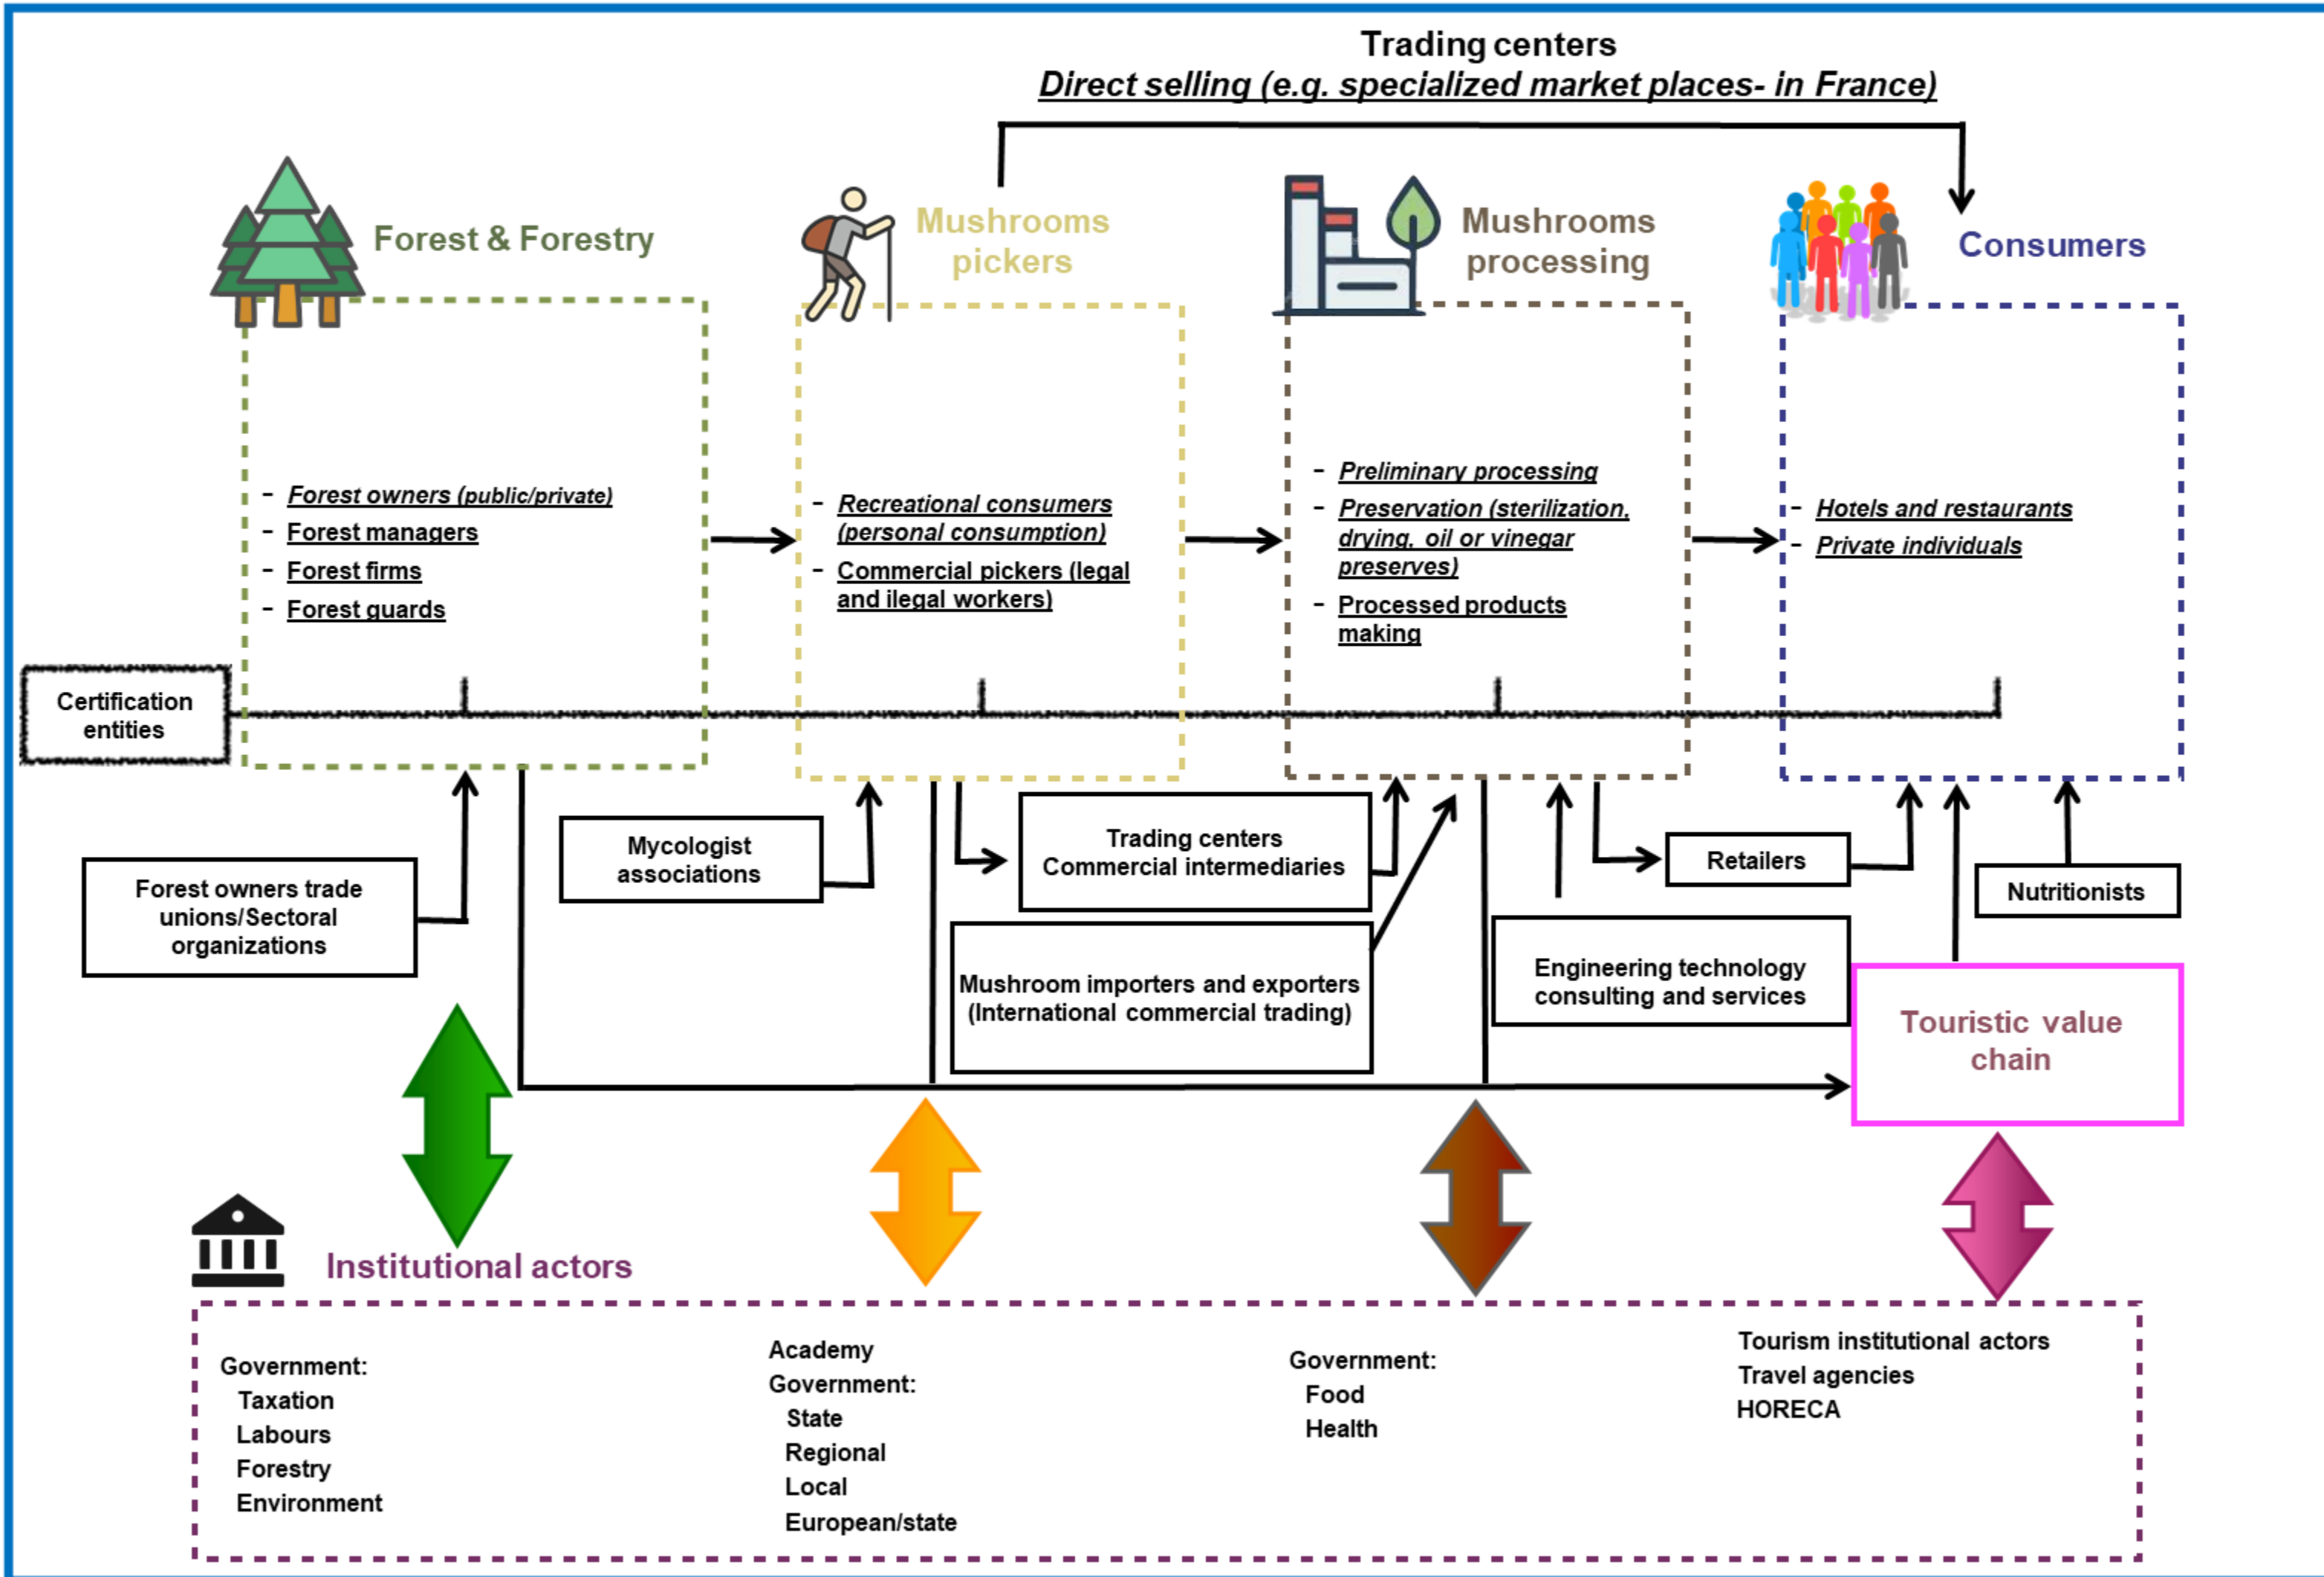 Trading centers
Direct selling (e.g. specialized market places- in France)
Forest & Forestry
Mushrooms
pickers
Mushrooms
processing
Consumers
- Forest owners (public/private)
- Forest managers
- Forest firms
- Forest guards
- Recreational consumers
(personal consumption)
- Commercial pickers (legal
and ilegal workers)
- Preliminary processing
- Preservation (sterilization,
drying, oil or vinegar
preserves)
- Processed products
making
- Hotels and restaurants
- Private individuals
Certification
entities
Forest owners trade
unions/Sectoral
organizations
Mycologist
associations
Trading centers
Commercial intermediaries
Mushroom importers and exporters
(International commercial trading)
Engineering technology
consulting and services
Retailers
Nutritionists
Touristic value
chain
Institutional actors
Government:
Taxation
Labours
Forestry
Environment
Academy
Government:
State
Regional
Local
European/state
Government:
Food
Health
Tourism institutional actors
Travel agencies
HORECA